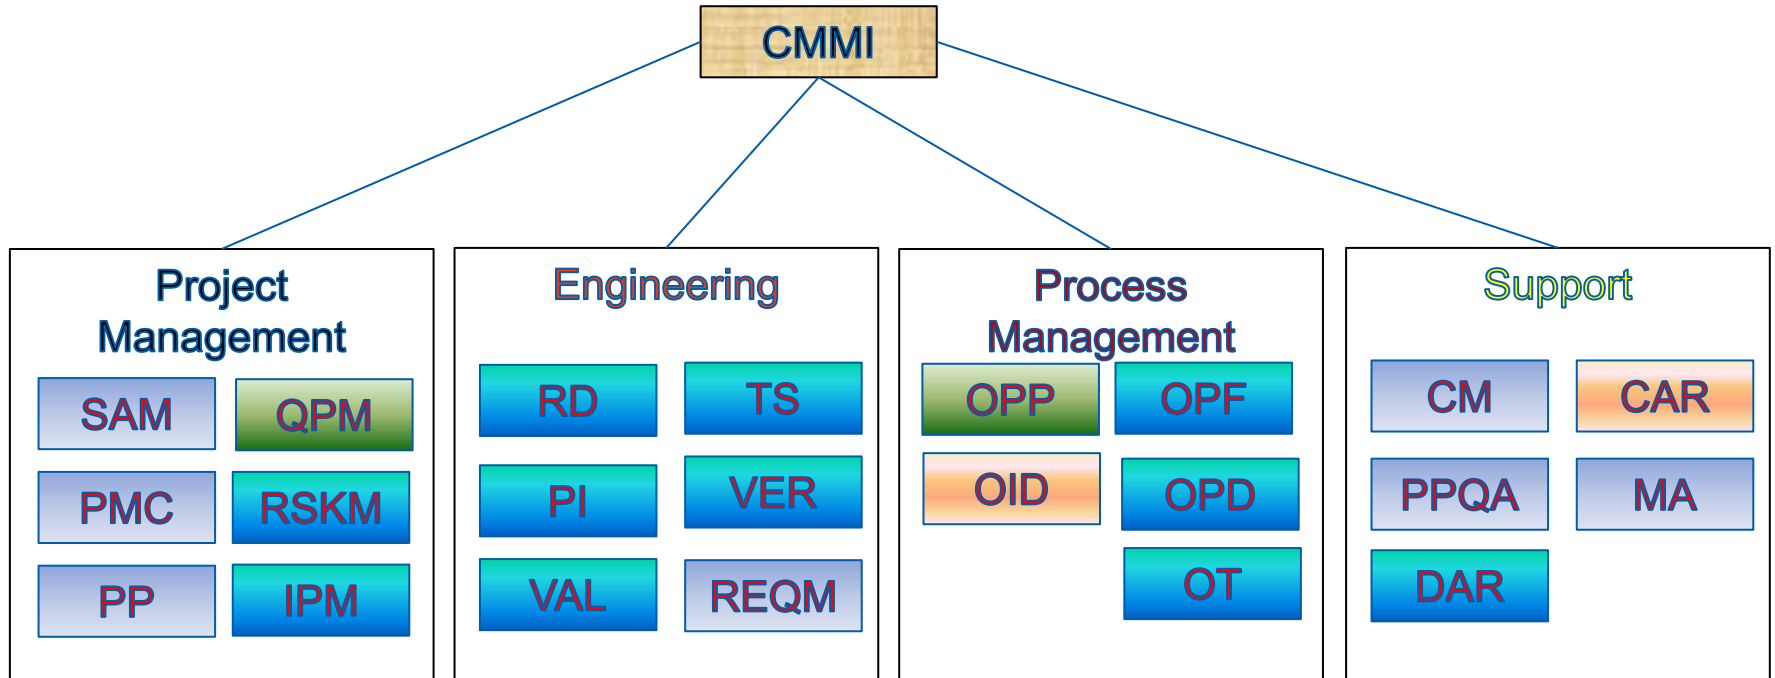 CMMI
Project
Management
SAM
QPM
PMC
RSKM
PP
IPM
Engineering
RD
TS
PI
VER
VAL
REQM
Process
Management
OPP
OPF
OID
OPD
OT
Support
CM
CAR
PPQA
MA
DAR